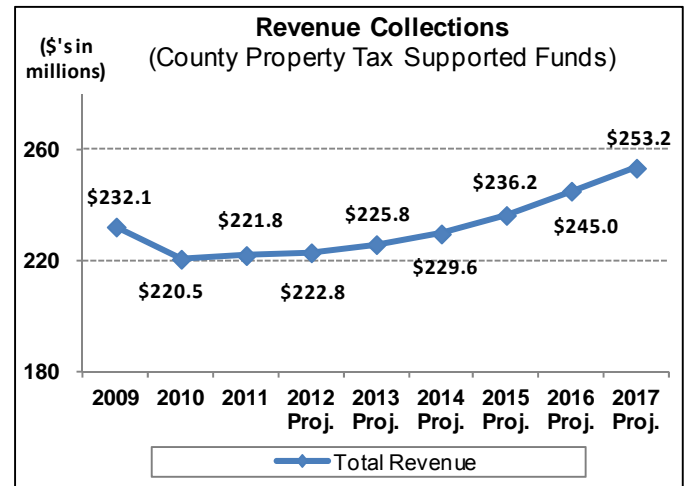 Revenue Collections
($'s in
millions)
(County Property Tax Supported Funds)
260
220
180
$232.1
$220.5
$221.8
$222.8
$225.8
$229.6
$236.2
$245.0
$253.2
2009 2010 2011 2012 2013 2014 2015 2016 2017
Proj. Proj. Proj. Proj. Proj. Proj.
Total Revenue